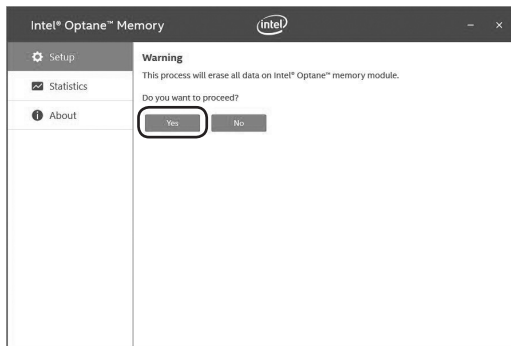 Intel® Optane™ Memory
intel
Setup
Statistics
About
Warning
This process will erase all data on Intel® Optane™ memory module.
Do you want to proceed?
Yes No